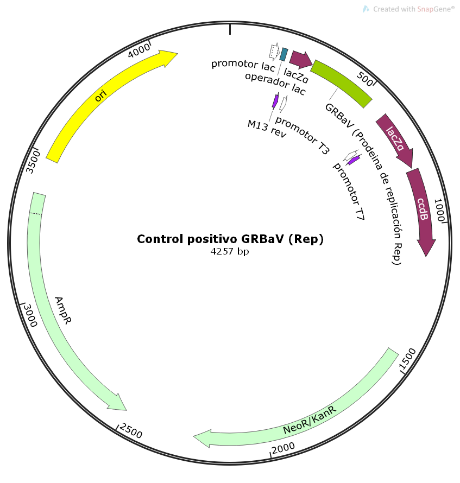 Created with SnapGene®
4000
promotor lac
operador lac
lacZα
500
ori
M13 rev
promotor T3
GRBaV (Prodeina de replicación Rep)
lacZα
3500
promotor T7
ccdB
1000
Control positivo GRBaV (Rep)
4257 bp
3000
AmpR
1500
2500
NeoR/KanR
2000